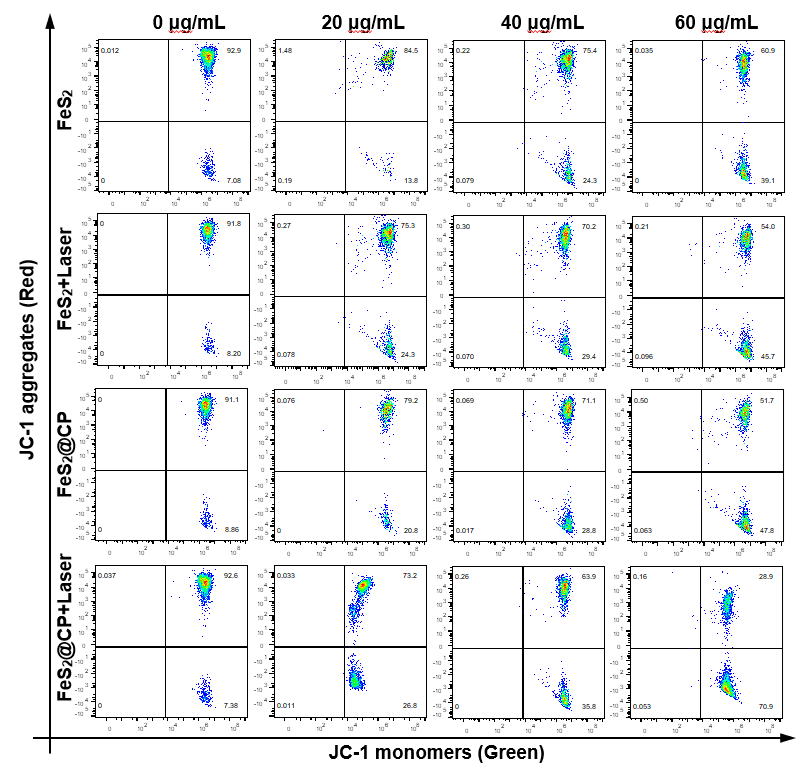 0 µg/mL 20 µg/mL 40 µg/mL 60 µg/mL
JC-1 aggregates (Red)
FeS2
0.012 92.9 1.48 84.5 0.22 75.4 0.035 60.9
0 7.08 0.19 13.8 0.079 24.3 0 39.1
FeS2+Laser
0 91.8 0.27 75.3 0.30 70.2 0.21 54.0
0 8.20 0.078 24.3 0.070 29.4 0.096 45.7
FeS2@CP
0 91.1 0.076 79.2 0.069 71.1 0.50 51.7
0 8.86 0 20.8 0.017 28.8 0.063 47.8
FeS2@CP+Laser
0.037 92.6 0.033 73.2 0.26 63.9 0.16 28.9
0 7.38 0.011 26.8 0 35.8 0.053 70.9
JC-1 monomers (Green)